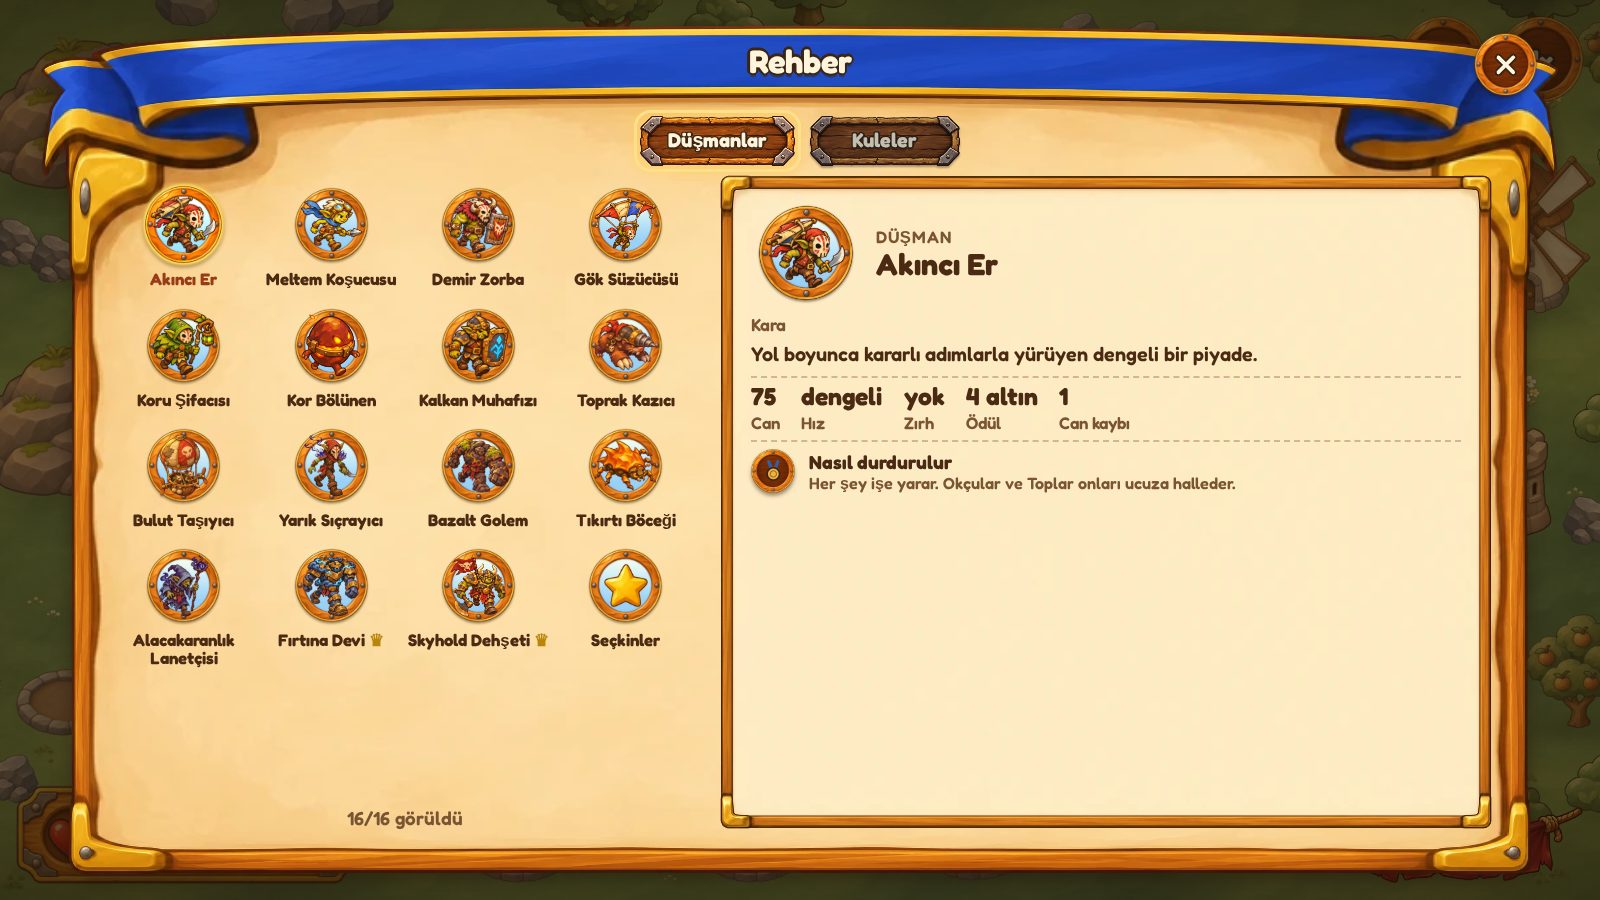 Rehber
Düşmanlar
Kuleler
Akıncı Er
Meltem Koşucusu
Demir Zorba
Gök Süzücüsü
Koru Şifacısı
Kor Bölünen
Kalkan Muhafızı
Toprak Kazıcı
Bulut Taşıyıcı
Yarık Sıçrayıcı
Bazalt Golem
Tıkırtı Böceği
Alacakaranlık
Lanetçisi
Fırtına Devi
Skyhold Dehşeti
Seçkinler
16/16 görüldü
DÜŞMAN
Akıncı Er
Kara
Yol boyunca kararlı adımlarla yürüyen dengeli bir piyade.
75 dengeli yok 4 altın 1
Can Hız Zırh Ödül Can kaybı
Nasıl durdurulur
Her şey işe yarar. Okçular ve Toplar onları ucuza halleder.